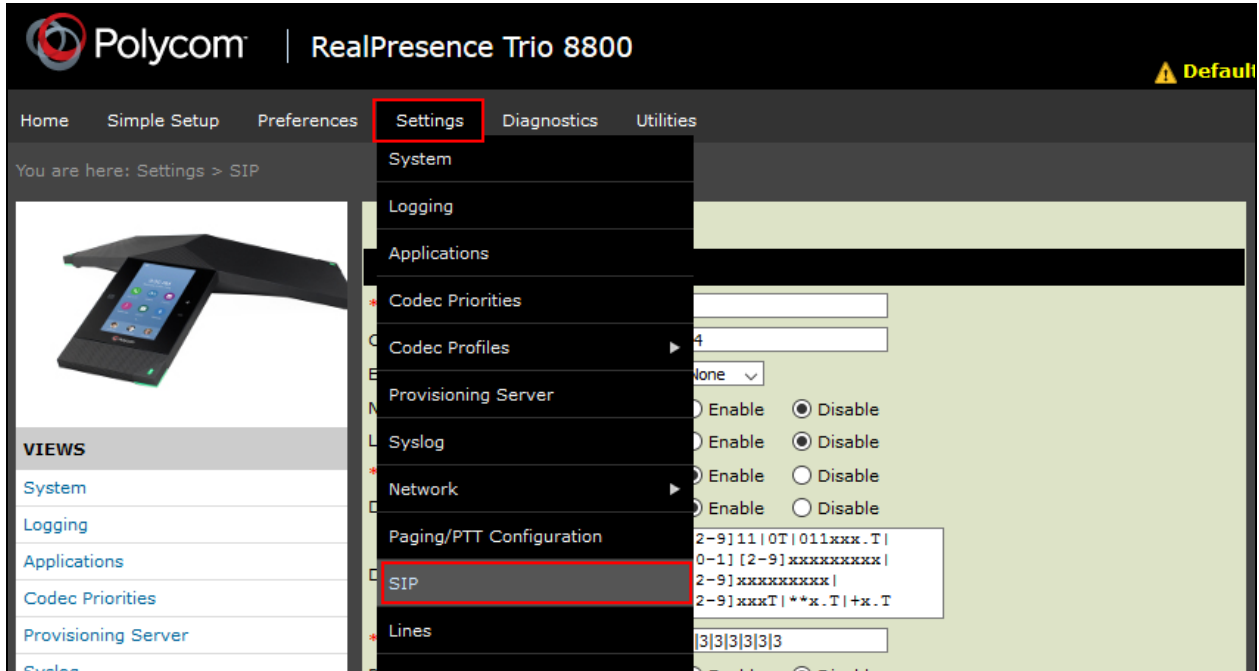 Polycom | RealPresence Trio 8800
Default
Home Simple Setup Preferences Settings Diagnostics Utilities
You are here: Settings > SIP
System
Logging
Applications
Codec Priorities
Codec Profiles
Provisioning Server
Syslog
Network
Paging/PTT Configuration
SIP
Lines
4
None
Enable Disable
Enable Disable
Enable Disable
Enable Disable
2-9]11|0T|011xxx.T|
0-1][2-9]xxxxxxxxx|
2-9]xxxxxxxxx|
2-9]xxxT|**x.T|+x.T
|3|3|3|3|3|3
VIEWS
System
Logging
Applications
Codec Priorities
Provisioning Server